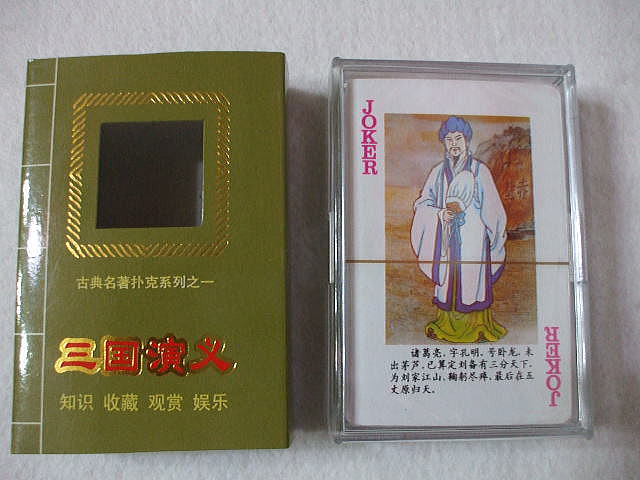 古典名著扑克系列之一
三国演义
知识 收藏 观赏 娱乐
JOKER
诸葛亮，字孔明，号卧龙，未
出茅芦，已算定刘备有三分天下，
为刘家江山，鞠躬尽瘁，最后在五
丈原归天。
JOKER